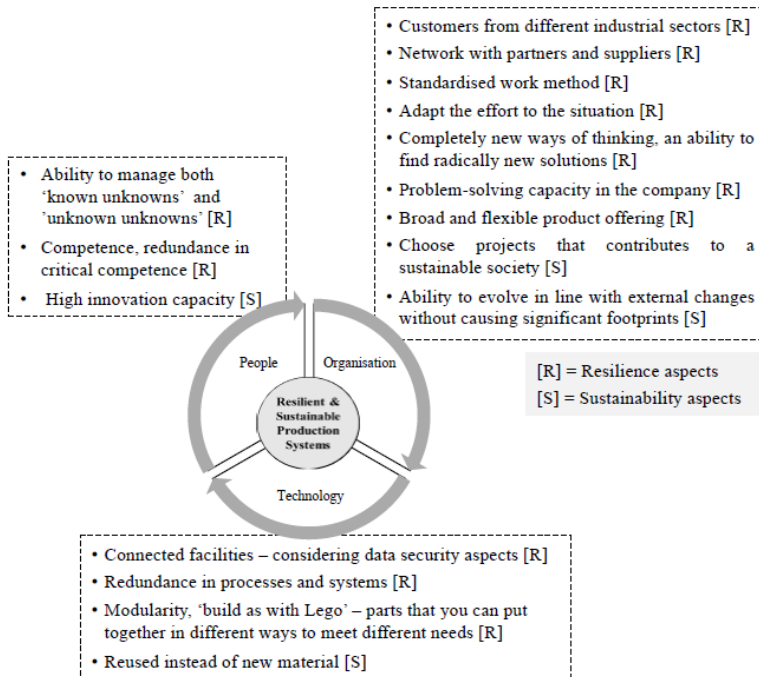 • Customers from different industrial sectors [R]
• Network with partners and suppliers [R]
• Standardised work method [R]
• Adapt the effort to the situation [R]
• Completely new ways of thinking, an ability to
find radically new solutions [R]
• Problem-solving capacity in the company [R]
• Broad and flexible product offering [R]
• Choose projects that contributes to a
sustainable society [S]
• Ability to evolve in line with external changes
without causing significant footprints [S]
• Ability to manage both
‘known unknowns’ and
’unknown unknowns’ [R]
• Competence, redundance in
critical competence [R]
• High innovation capacity [S]
People
Organisation
[R] = Resilience aspects
[S] = Sustainability aspects
Resilient &
Sustainable
Production
Systems
Technology
• Connected facilities – considering data security aspects [R]
• Redundance in processes and systems [R]
• Modularity, ‘build as with Lego’ – parts that you can put
together in different ways to meet different needs [R]
• Reused instead of new material [S]